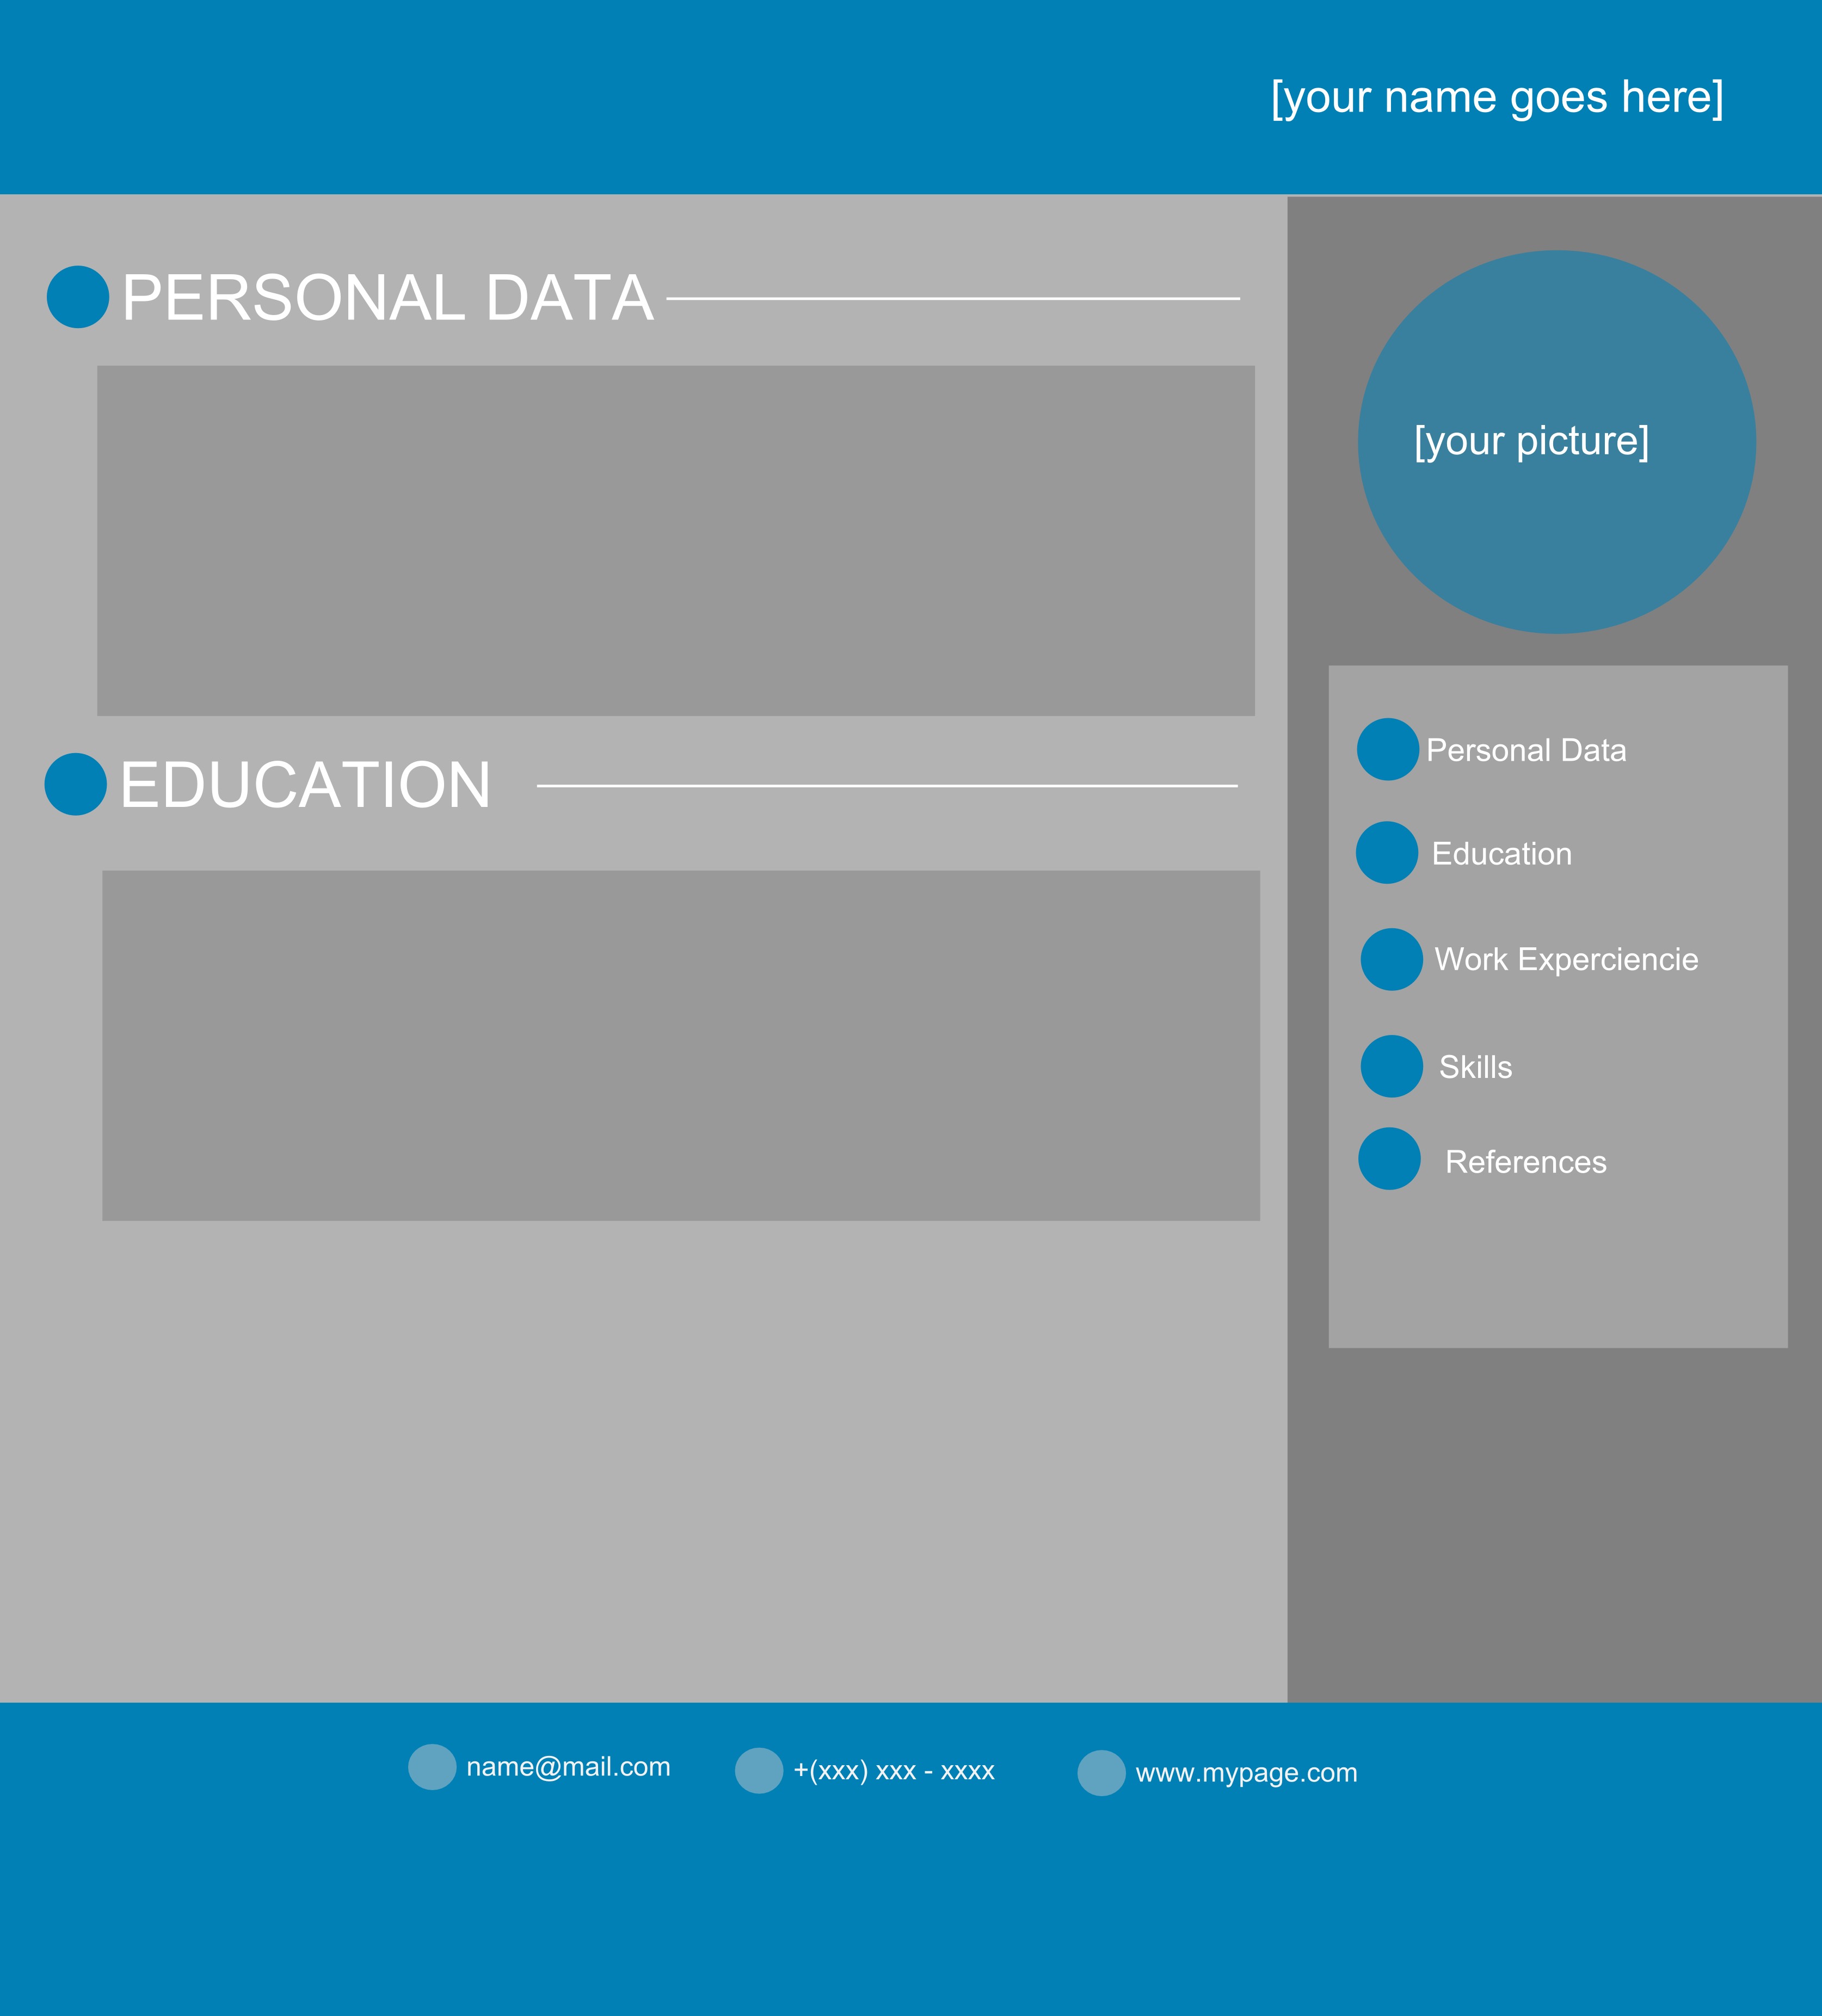 [your name goes here]
PERSONAL DATA
[your picture]
Personal Data
EDUCATION
Education
Work Experciencie
Skills
References
name@mail.com
+(xxx) xxx - xxxx
www.mypage.com